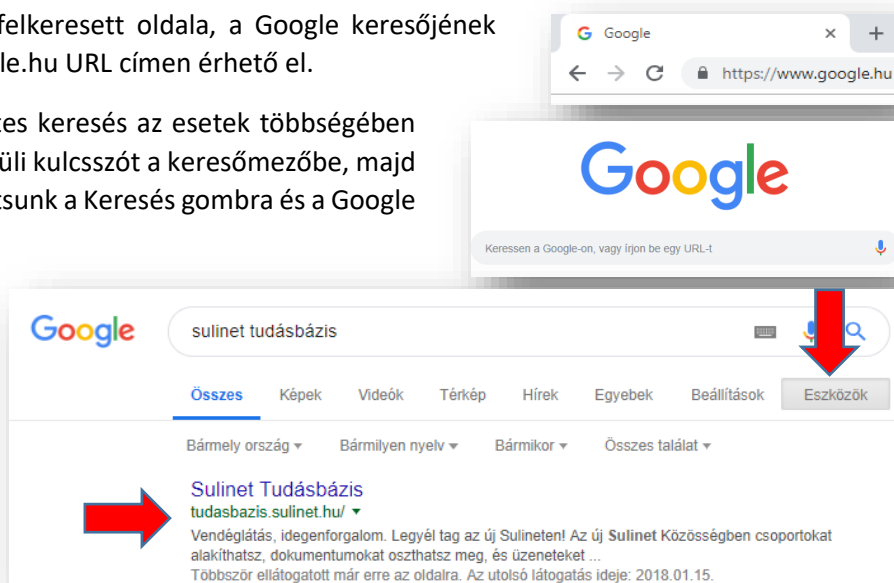 felkeresett oldala, a Google keresőjének
le.hu URL címen érhető el.
tes keresés az esetek többségében
üli kulcsszót a keresőmezőbe, majd
tsunk a Keresés gombra és a Google
Google
https://www.google.hu
Google
Keressen a Google-on, vagy írjon be egy URL-t
Google
sulinet tudásbázis
Összes Képek Videók Térkép Hírek Egyebek Beállítások Eszközök
Bármely ország Bármilyen nyelv Bármikor Összes találat
Sulinet Tudásbázis
tudasbazis.sulinet.hu/
Vendéglátás, idegenforgalom. Legyél tag az új Sulineten! Az új Sulinet Közösségben csoportokat
alakíthatsz, dokumentumokat oszthatsz meg, és üzeneteket ...
Többször ellátogatott már erre az oldalra. Az utolsó látogatás ideje: 2018.01.15.